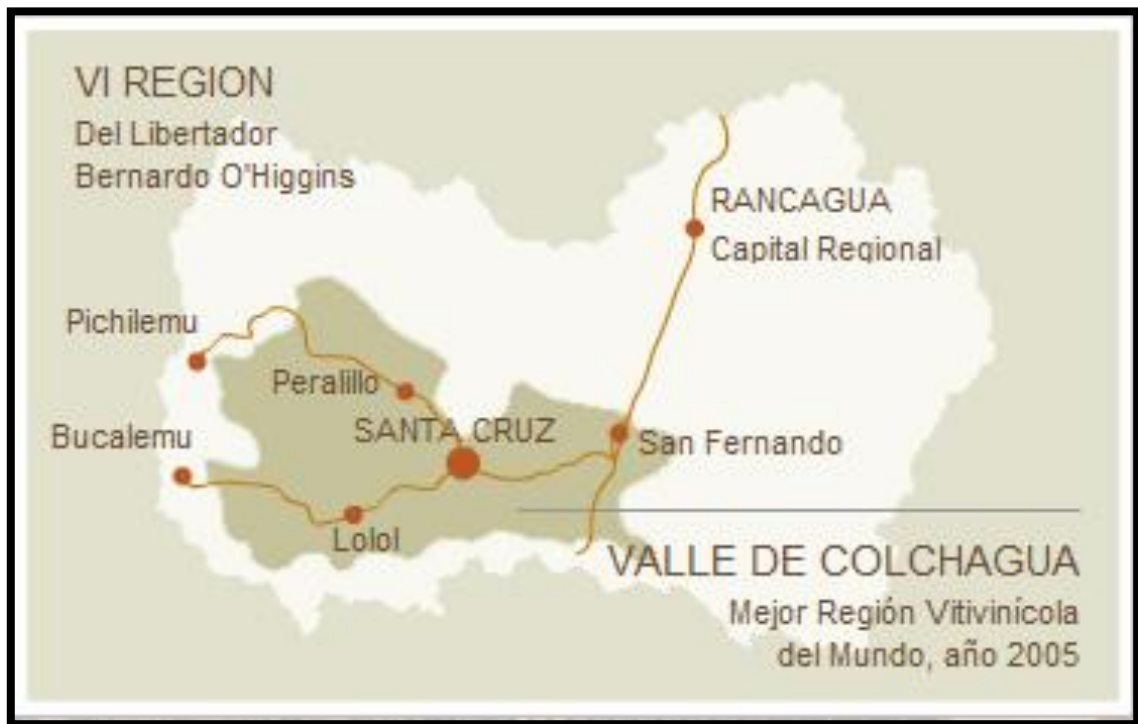 VI REGION
Del Libertador
Bernardo O'Higgins
RANCAGUA
Capital Regional
Pichilemu
Peralillo
Bucalemu
SANTA CRUZ
San Fernando
Lolol
VALLE DE COLCHAGUA
Mejor Región Vitivinícola
del Mundo, año 2005